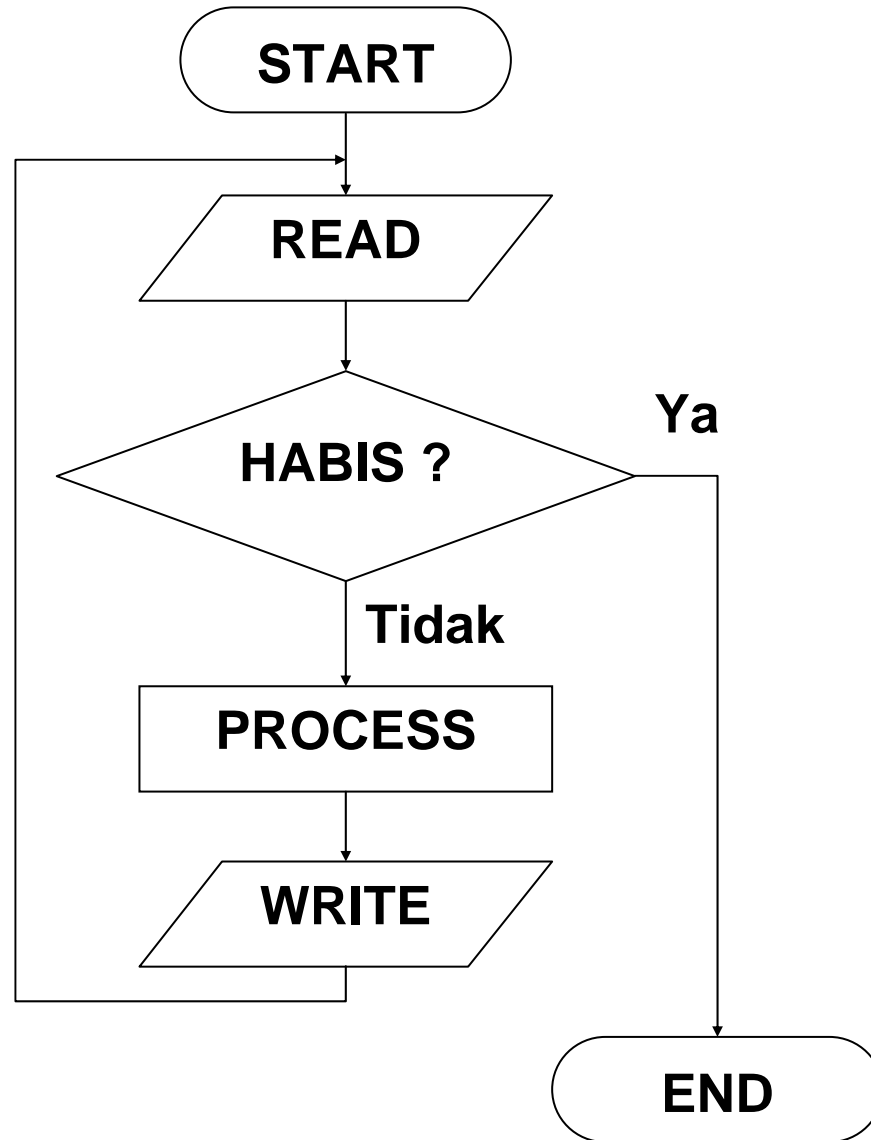 START
READ
HABIS ?
Ya
Tidak
PROCESS
WRITE
END